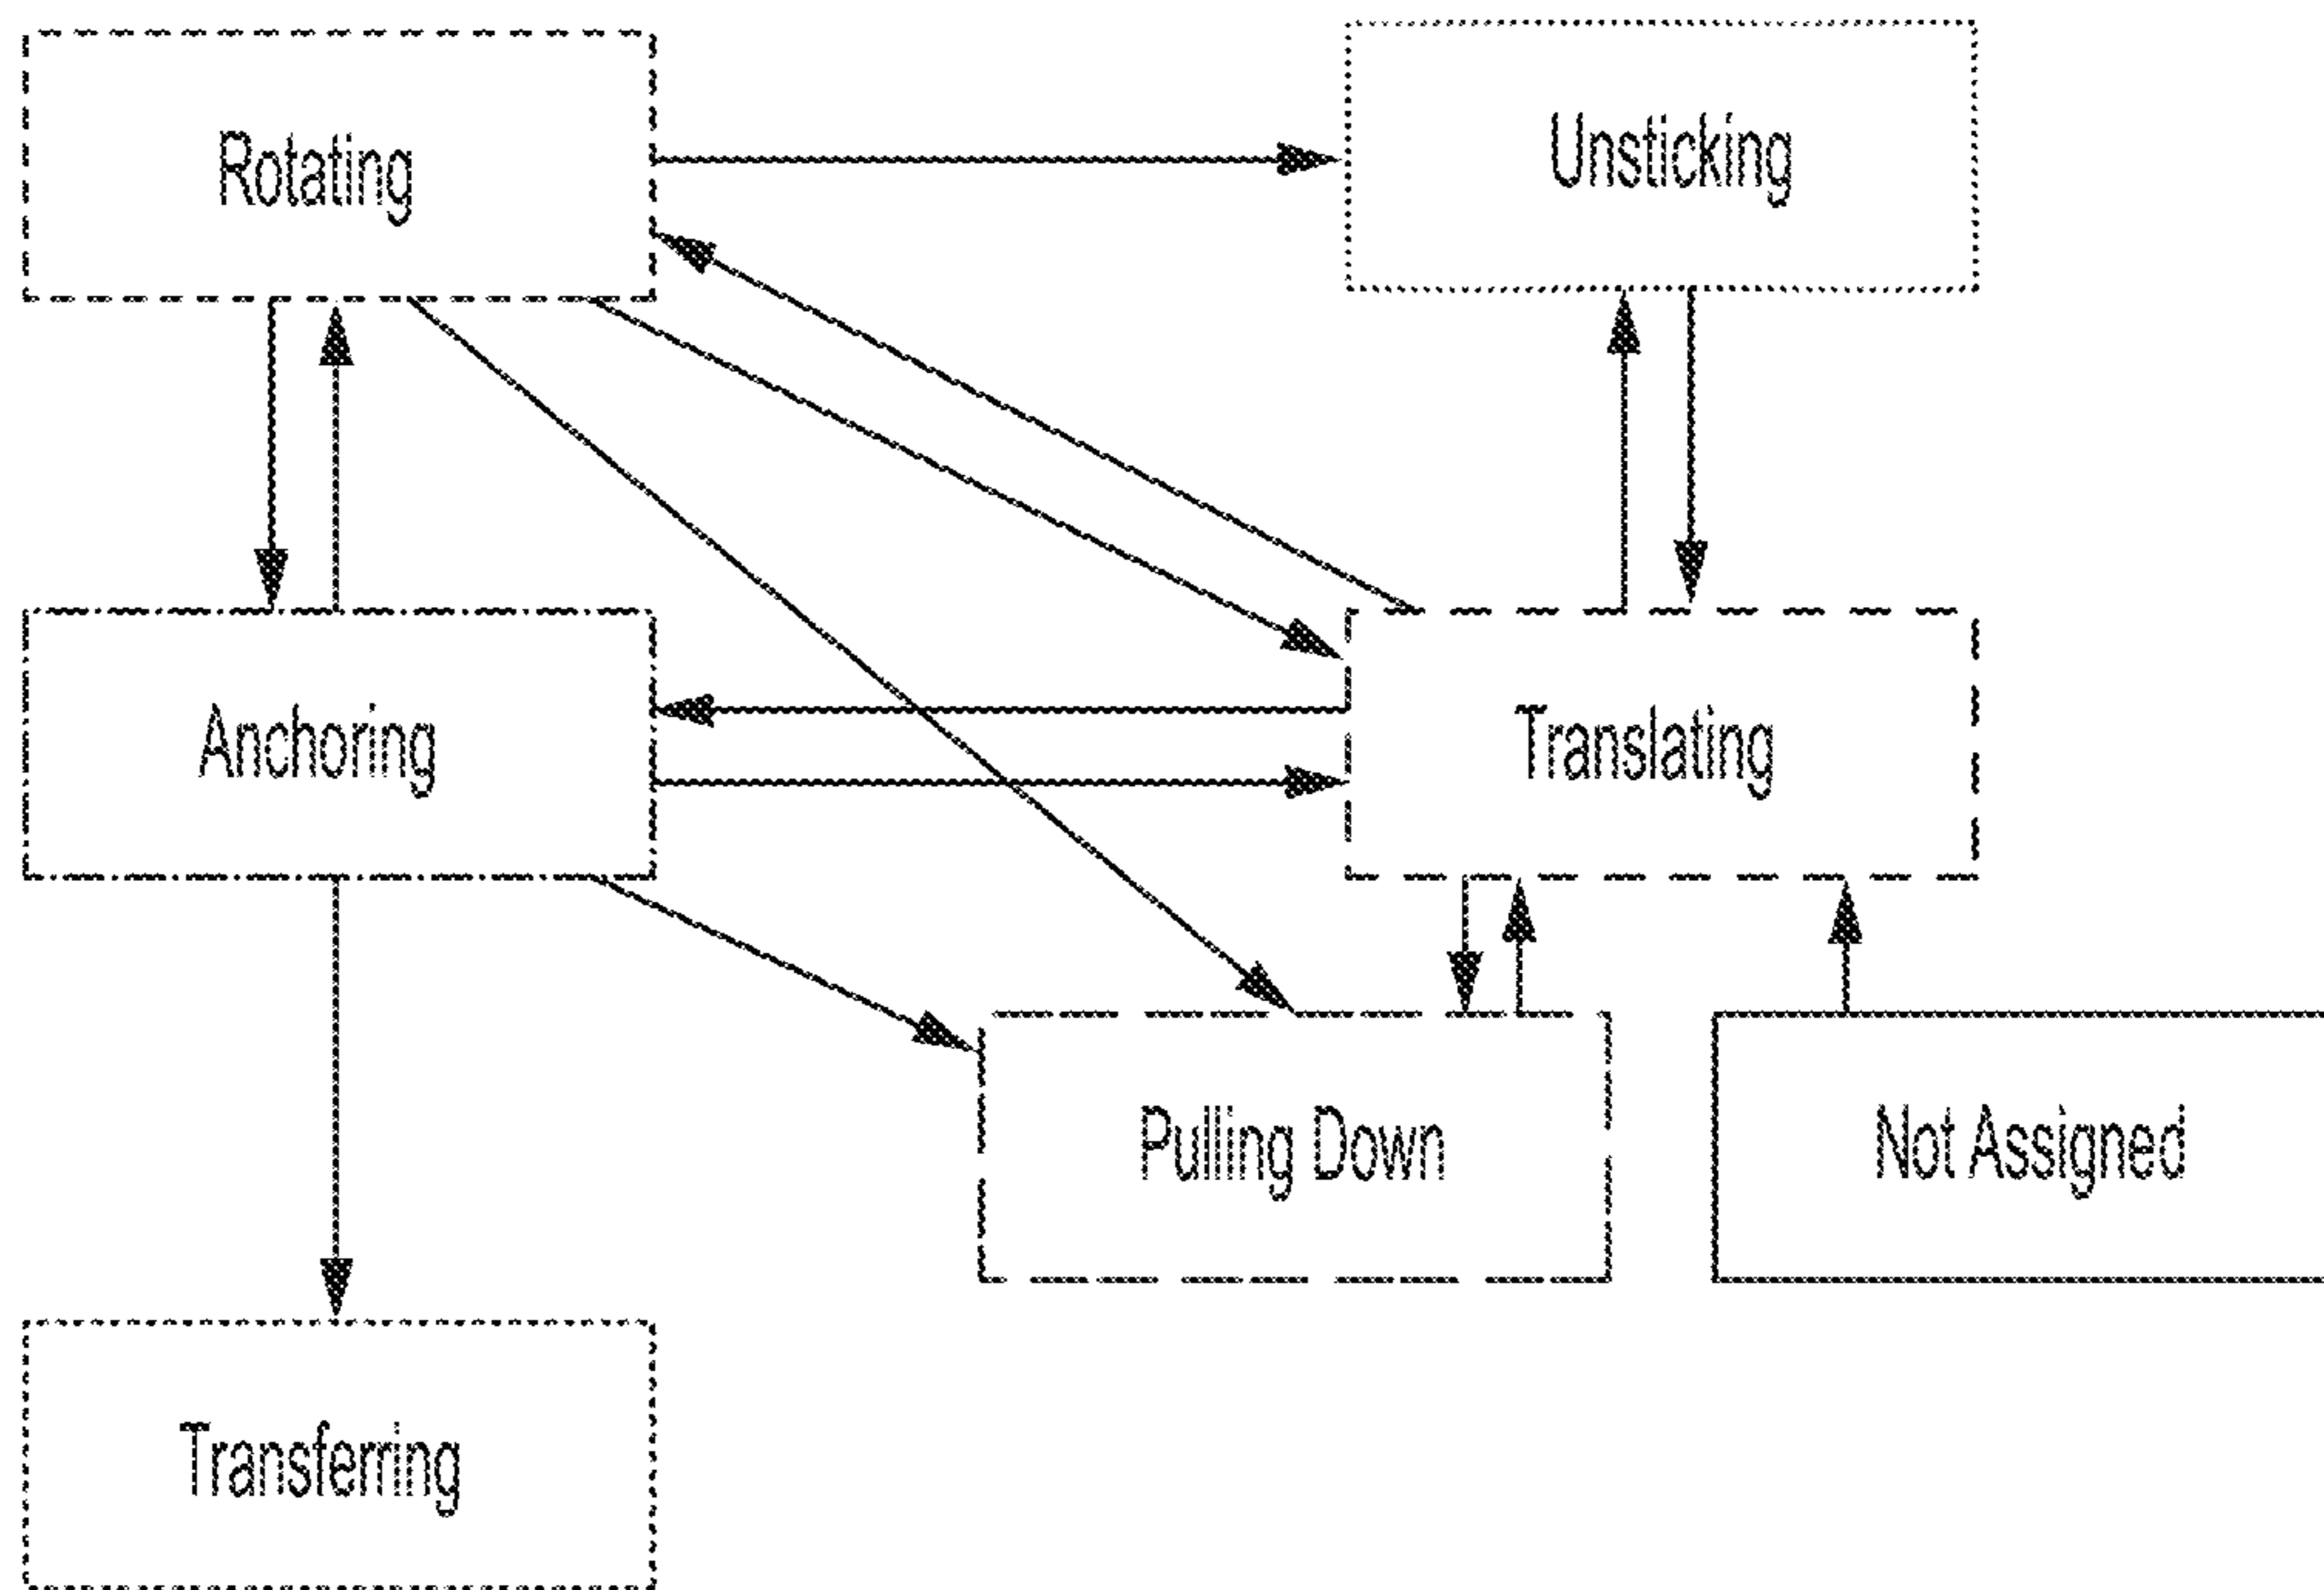 Rotating
Unsticking
Anchoring
Translating
Pulling Down
Not Assigned
Transferring